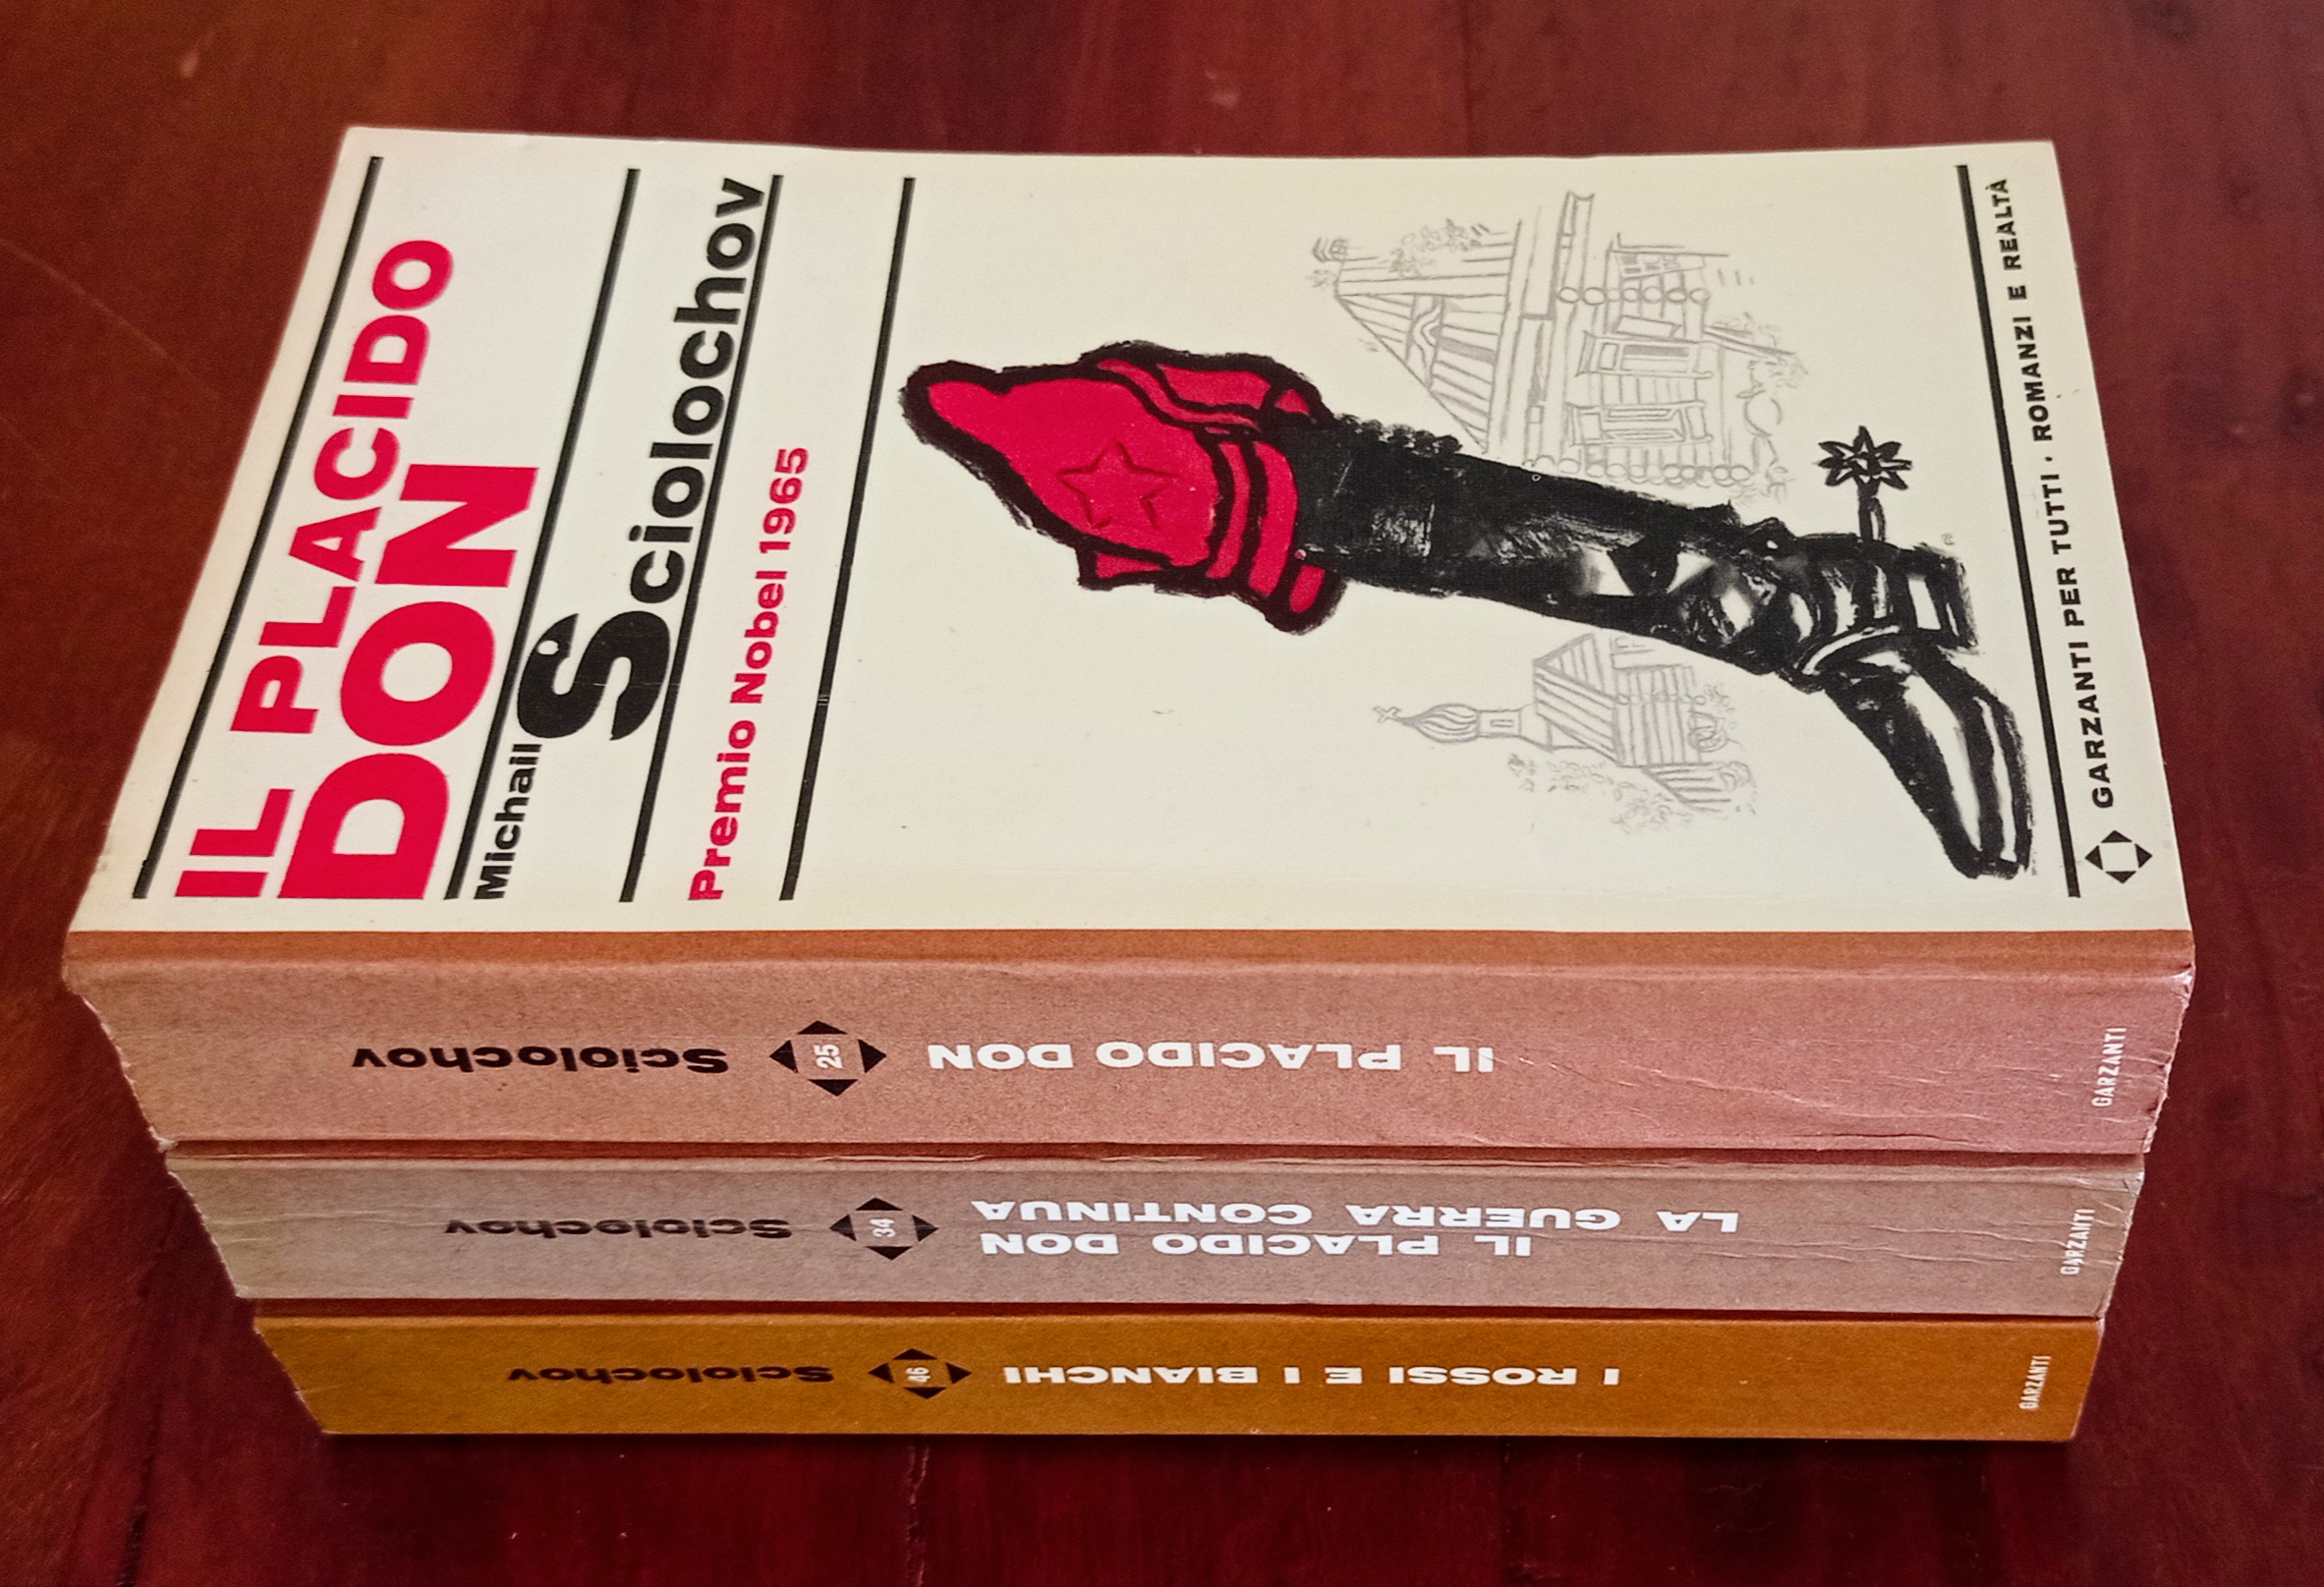 IL PLACIDO
DON
Michail Sciolochov
Premio Nobel 1965
GARZANTI PER TUTTI · ROMANZI E REALTÀ
Sciolochov 25 IL PLACIDO DON GARZANTI
Sciolochov 34 IL PLACIDO DON
LA GUERRA CONTINUA
GARZANTI
Sciolochov 46 I ROSSI E I BIANCHI GARZANTI